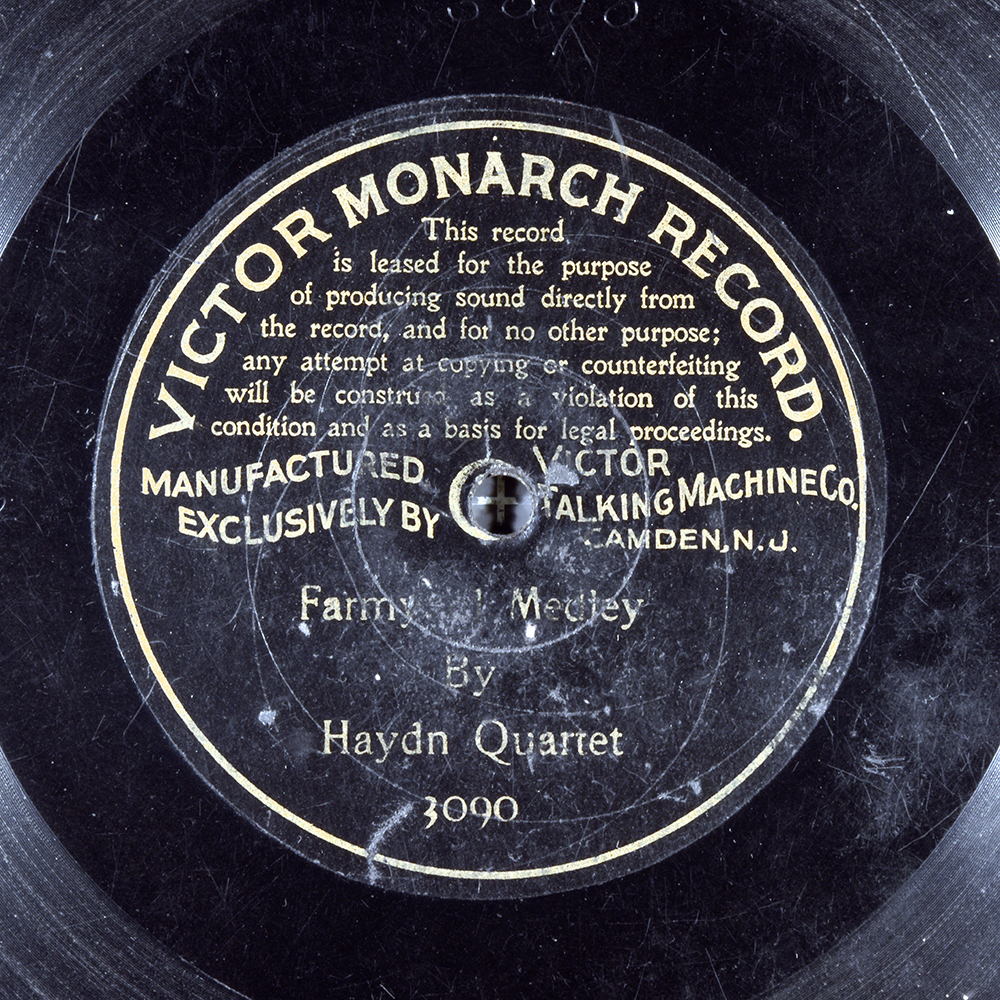 3090
VICTOR MONARCH RECORD.
This record
is leased for the purpose
of producing sound directly from
the record, and for no other purpose;
any attempt at copying or counterfeiting
will be construed as a violation of this
condition and as a basis for legal proceedings.
MANUFACTURED
EXCLUSIVELY BY
VICTOR
TALKING MACHINE CO.
CAMDEN, N.J.
Farmyard Medley
By
Haydn Quartet
3090